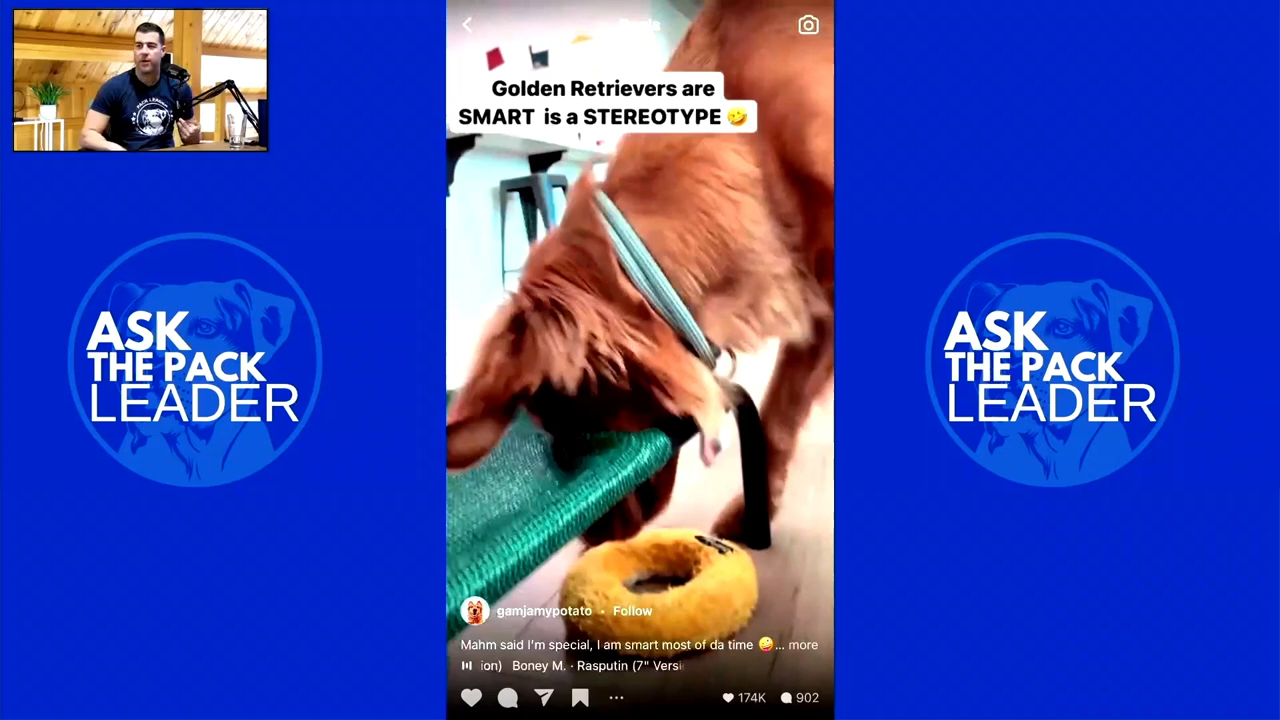 Golden Retrievers are
SMART is a STEREOTYPE 🤣
ASK
THE PACK
LEADER
ASK
THE PACK
LEADER
gamjamypotato · Follow
Mahm said I'm special, I am smart most of da time 🤪... more
ion) Boney M. · Rasputin (7" Versi
174K 902